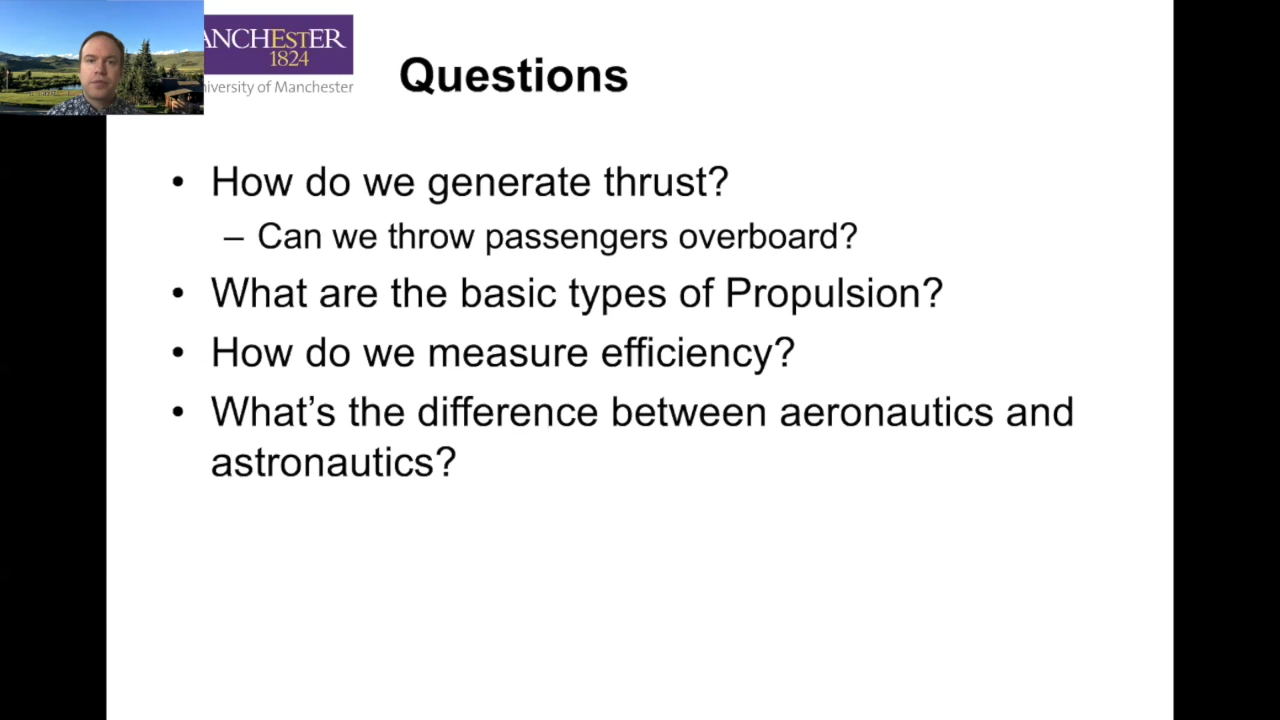 ANCHESTER
1824
iversity of Manchester
Questions
• How do we generate thrust?
– Can we throw passengers overboard?
• What are the basic types of Propulsion?
• How do we measure efficiency?
• What's the difference between aeronautics and
astronautics?